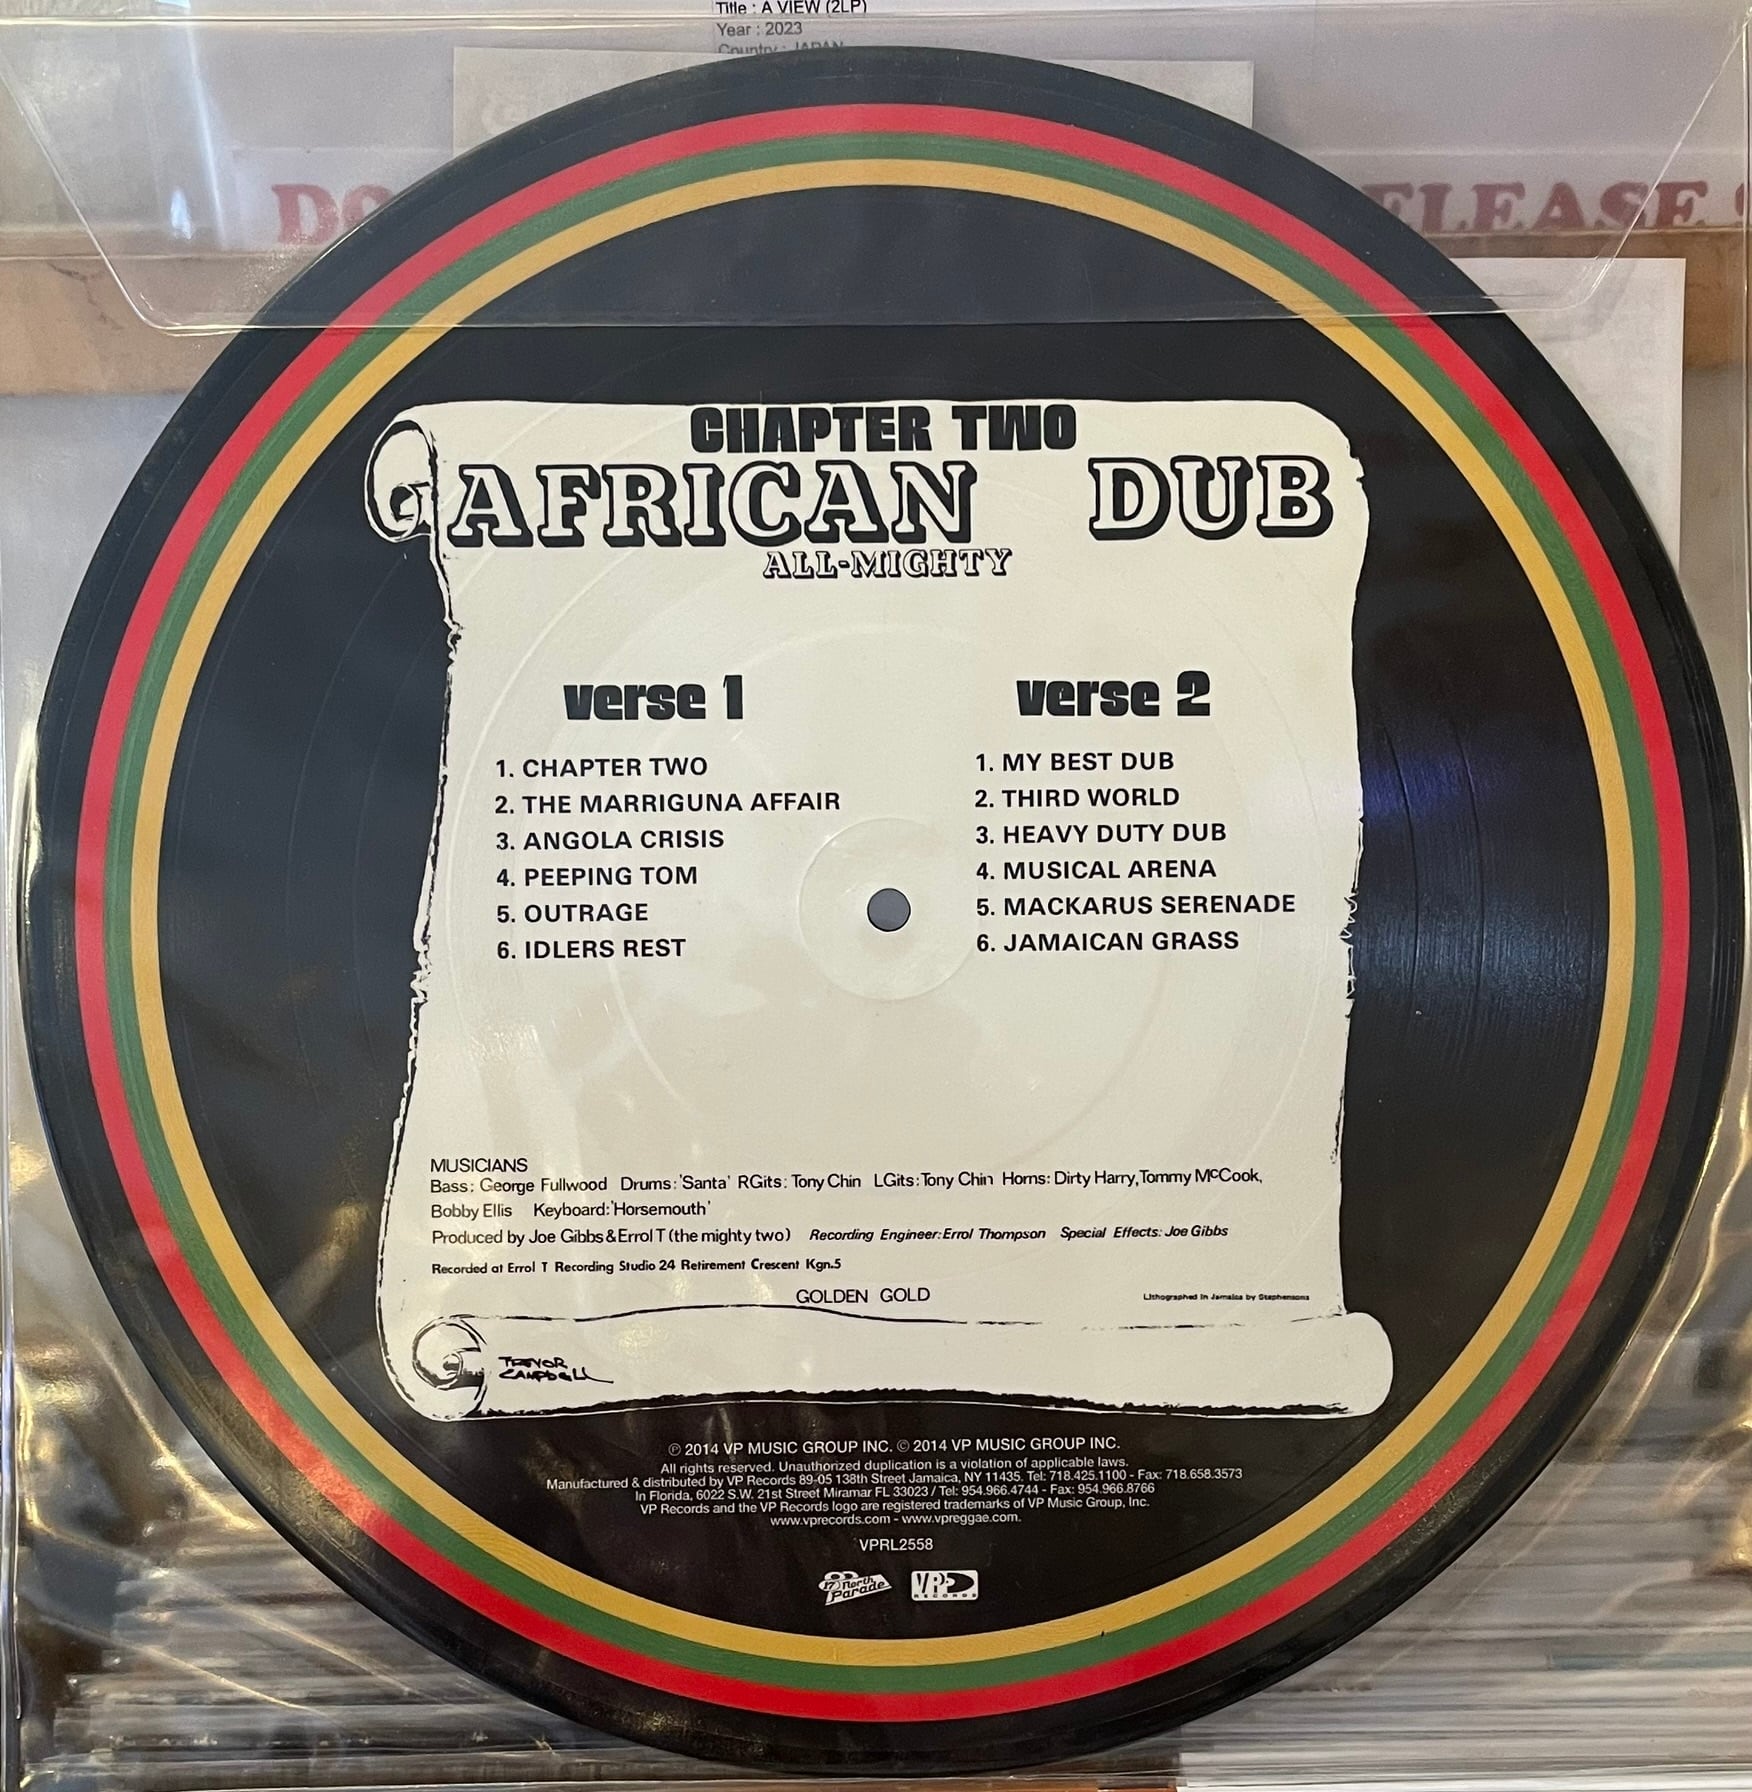 Title : A VIEW (2LP)
Year : 2023
Country : JAPAN
DO
ELEASE
CHAPTER TWO
AFRICAN DUB
ALL-MIGHTY
verse 1
1. CHAPTER TWO
2. THE MARRIGUNA AFFAIR
3. ANGOLA CRISIS
4. PEEPING TOM
5. OUTRAGE
6. IDLERS REST
verse 2
1. MY BEST DUB
2. THIRD WORLD
3. HEAVY DUTY DUB
4. MUSICAL ARENA
5. MACKARUS SERENADE
6. JAMAICAN GRASS
MUSICIANS
Bass: George Fullwood Drums: 'Santa' RGits: Tony Chin LGits: Tony Chin Horns: Dirty Harry, Tommy McCook,
Bobby Ellis Keyboard: 'Horsemouth'
Produced by Joe Gibbs & Errol T (the mighty two) Recording Engineer: Errol Thompson Special Effects: Joe Gibbs
Recorded at Errol T Recording Studio 24 Retirement Crescent Kgn.5
GOLDEN GOLD
Lithographed in Jamaica by Stephensons
TREVOR
CAMPBELL
℗ 2014 VP MUSIC GROUP INC. © 2014 VP MUSIC GROUP INC.
All rights reserved. Unauthorized duplication is a violation of applicable laws.
Manufactured & distributed by VP Records 89-05 138th Street Jamaica, NY 11435. Tel: 718.425.1100 - Fax: 718.658.3573
In Florida, 6022 S.W. 21st Street Miramar FL 33023 / Tel: 954.966.4744 - Fax: 954.966.8766
VP Records and the VP Records logo are registered trademarks of VP Music Group, Inc.
www.vprecords.com - www.vpreggae.com.
VPRL2558
17 North
Parade
VP
RECORDS